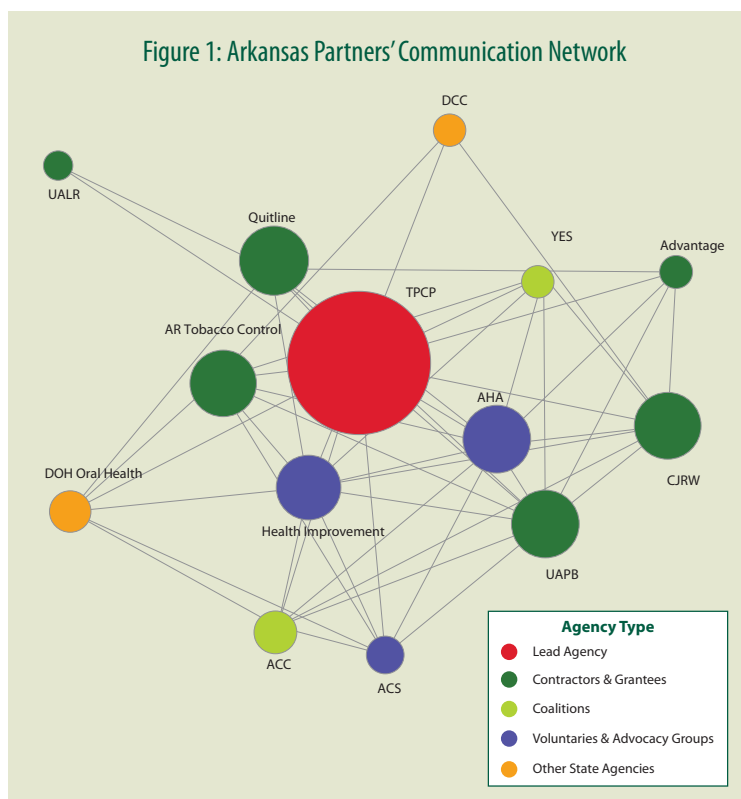 Figure 1: Arkansas Partners' Communication Network
DCC
UALR
Quitline
YES
Advantage
TPCP
AR Tobacco Control
AHA
DOH Oral Health
CJRW
Health Improvement
UAPB
ACC
ACS
Agency Type
Lead Agency
Contractors & Grantees
Coalitions
Voluntaries & Advocacy Groups
Other State Agencies